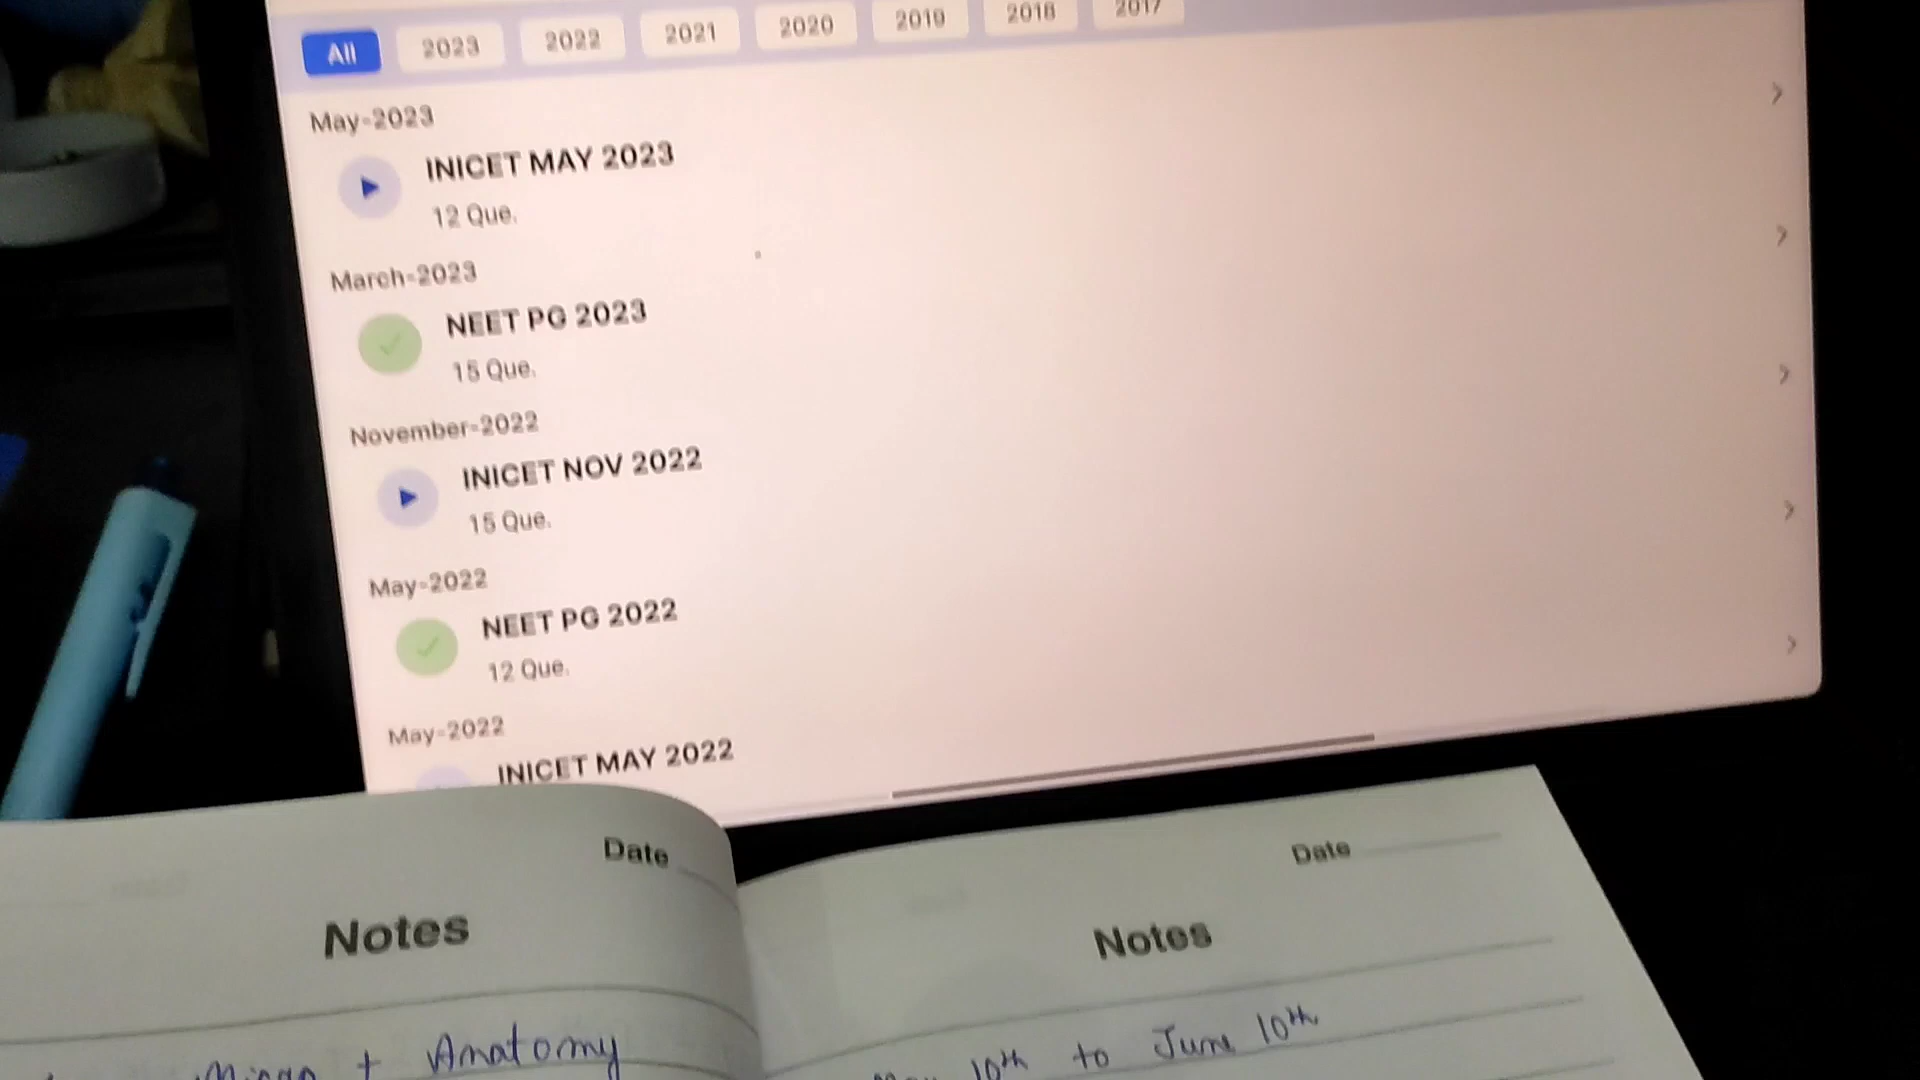 All 2023 2022 2021 2020 2019 2018 2017
May-2023
INICET MAY 2023
12 Que.
March-2023
NEET PG 2023
15 Que.
November-2022
INICET NOV 2022
15 Que.
May-2022
NEET PG 2022
12 Que.
May-2022
INICET MAY 2022
Date
Notes
+ Anatomy
Date
Notes
10th to June 10th